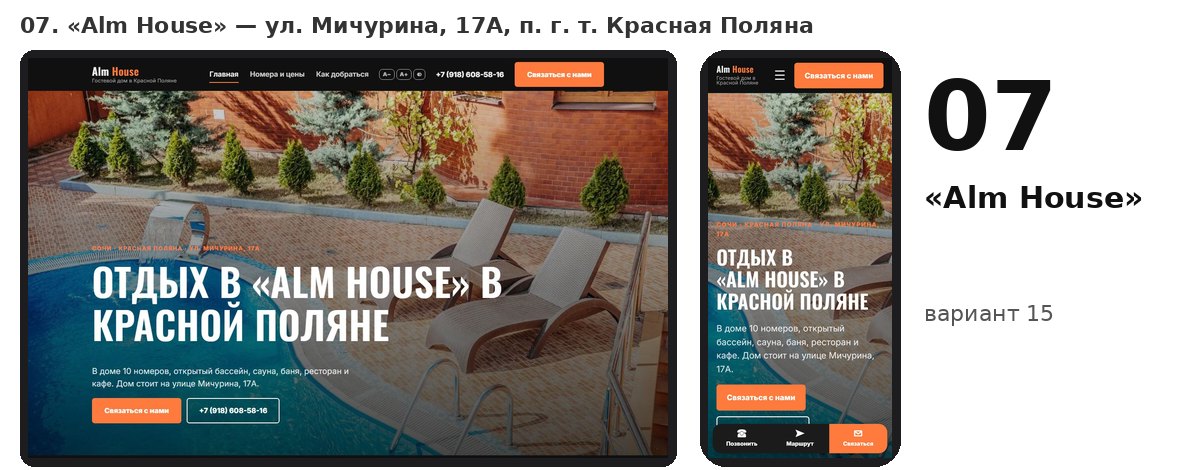 07. «Alm House» — ул. Мичурина, 17А, п. г. т. Красная Поляна
Alm House
Гостевой дом в Красной Поляне
Главная
Номера и цены
Как добраться
A−
A+
+7 (918) 608-58-16
Связаться с нами
СОЧИ · КРАСНАЯ ПОЛЯНА · УЛ. МИЧУРИНА, 17А
ОТДЫХ В «ALM HOUSE» В
КРАСНОЙ ПОЛЯНЕ
В доме 10 номеров, открытый бассейн, сауна, баня, ресторан и
кафе. Дом стоит на улице Мичурина, 17А.
Связаться с нами
+7 (918) 608-58-16
Alm House
Гостевой дом в
Красной Поляне
Связаться с нами
СОЧИ · КРАСНАЯ ПОЛЯНА · УЛ. МИЧУРИНА,
17А
ОТДЫХ В
«ALM HOUSE» В
КРАСНОЙ ПОЛЯНЕ
В доме 10 номеров, открытый
бассейн, сауна, баня, ресторан и
кафе. Дом стоит на улице Мичурина,
17А.
Связаться с нами
Позвонить
Маршрут
Связаться
07
«Alm House»
вариант 15